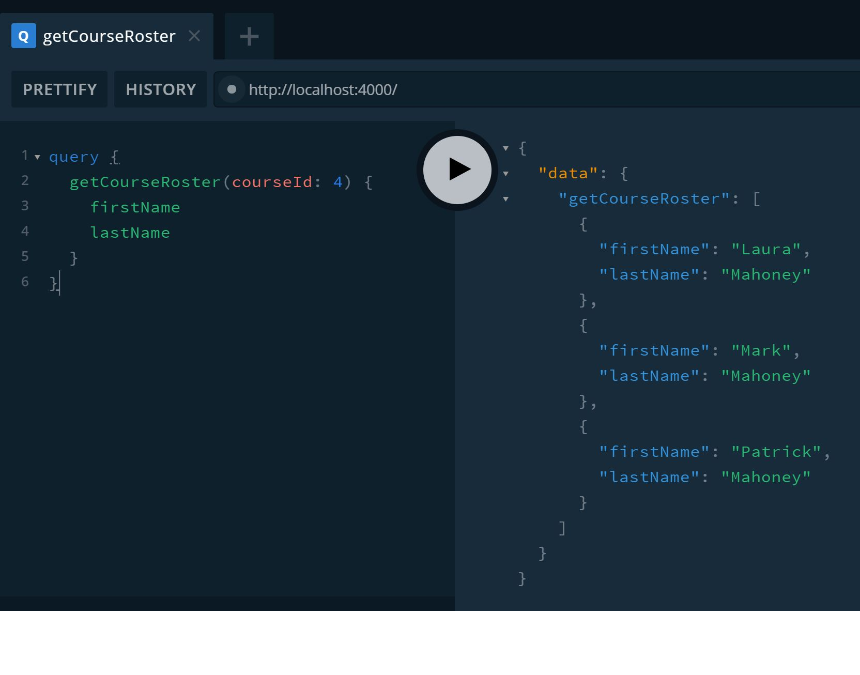 Q getCourseRoster ×
PRETTIFY HISTORY http://localhost:4000/
1 query {
2 getCourseRoster(courseId: 4) {
3 firstName
4 lastName
5 }
6 }
{
"data": {
"getCourseRoster": [
{
"firstName": "Laura",
"lastName": "Mahoney"
},
{
"firstName": "Mark",
"lastName": "Mahoney"
},
{
"firstName": "Patrick",
"lastName": "Mahoney"
}
]
}
}